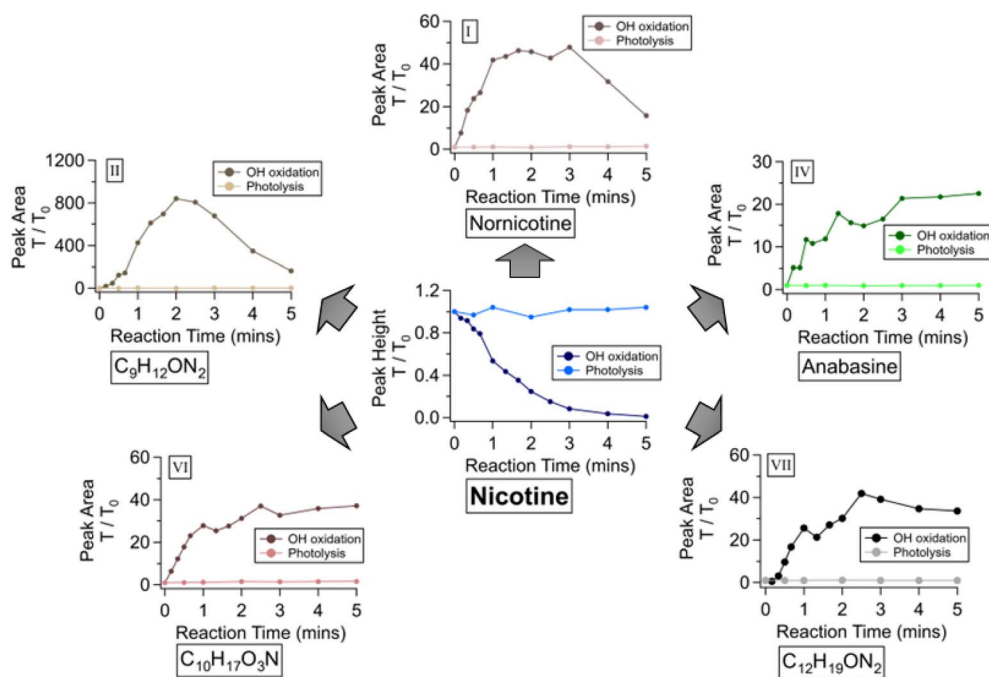 I
OH oxidation
Photolysis
Peak Area
T / T₀
60
40
20
0
0 1 2 3 4 5
Reaction Time (mins)
Nornicotine
II
OH oxidation
Photolysis
Peak Area
T / T₀
1200
800
400
0
0 1 2 3 4 5
Reaction Time (mins)
C₉H₁₂ON₂
IV
OH oxidation
Photolysis
Peak Area
T / T₀
30
20
10
0
0 1 2 3 4 5
Reaction Time (mins)
Anabasine
OH oxidation
Photolysis
Peak Height
T / T₀
1.2
0.8
0.4
0.0
0 1 2 3 4 5
Reaction Time (mins)
Nicotine
VI
OH oxidation
Photolysis
Peak Area
T / T₀
60
40
20
0
0 1 2 3 4 5
Reaction Time (mins)
C₁₀H₁₇O₃N
VII
OH oxidation
Photolysis
Peak Area
T / T₀
60
40
20
0
0 1 2 3 4 5
Reaction Time (mins)
C₁₂H₁₉ON₂